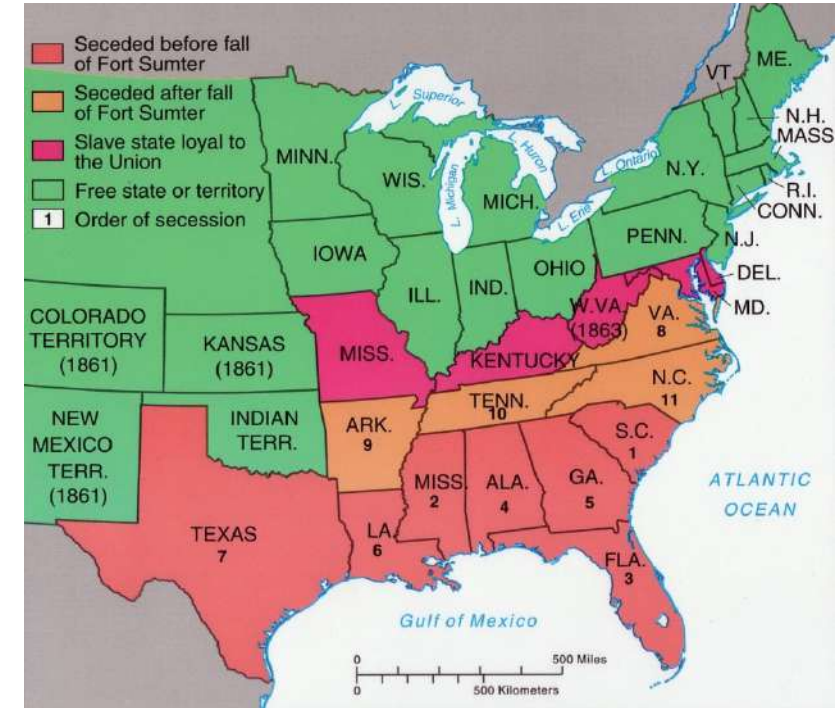 Seceded before fall
of Fort Sumter
Seceded after fall
of Fort Sumter
Slave state loyal to
the Union
Free state or territory
1 Order of secession
L. Superior
L. Michigan
L. Huron
L. Ontario
L. Erie
ME.
VT.
N.H.
MASS
R.I.
CONN.
N.Y.
MINN.
WIS.
MICH.
PENN.
N.J.
IOWA
ILL.
IND.
OHIO
DEL.
MD.
W.VA.
(1863)
VA.
8
COLORADO
TERRITORY
(1861)
KANSAS
(1861)
MISS.
KENTUCKY
N.C.
11
TENN.
10
NEW
MEXICO
TERR.
(1861)
INDIAN
TERR.
ARK.
9
S.C.
1
MISS.
2
ALA.
4
GA.
5
ATLANTIC
OCEAN
TEXAS
7
LA.
6
FLA.
3
Gulf of Mexico
0 500 Miles
0 500 Kilometers